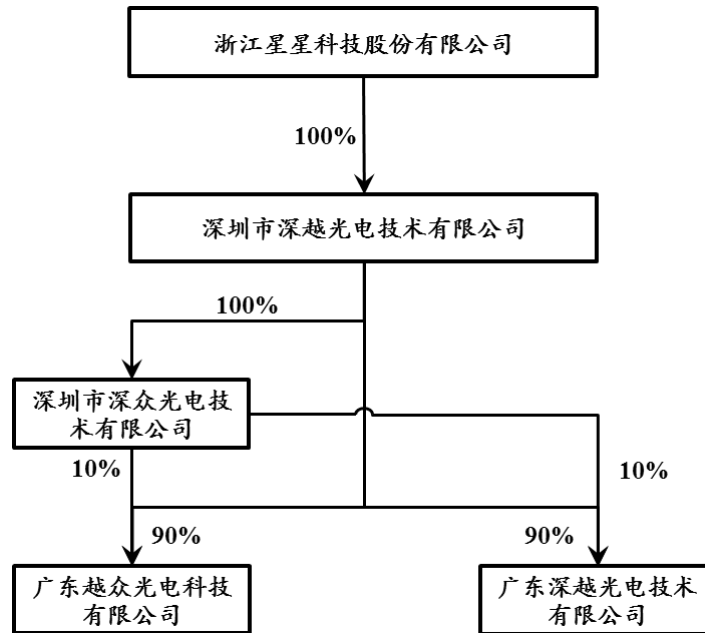 浙江星星科技股份有限公司
100%
深圳市深越光电技术有限公司
100%
深圳市深众光电技
术有限公司
10%
10%
90%
90%
广东越众光电科技
有限公司
广东深越光电技术
有限公司